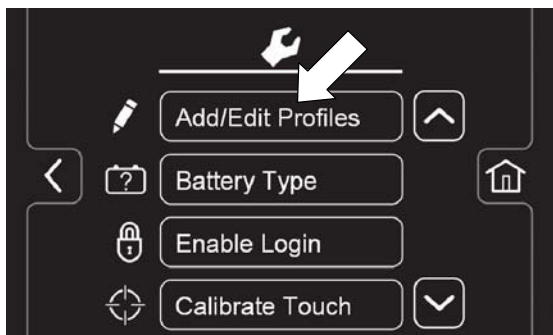 Add/Edit Profiles
Battery Type
?
Enable Login
Calibrate Touch